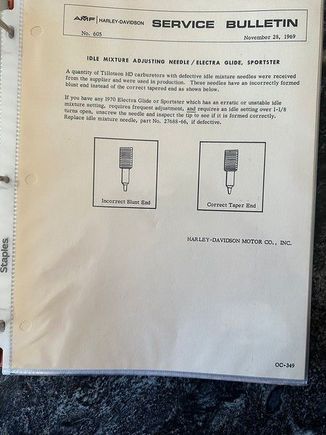 AMF | HARLEY-DAVIDSON SERVICE BULLETIN
No. 605 November 28, 1969
IDLE MIXTURE ADJUSTING NEEDLE/ELECTRA GLIDE, SPORTSTER
A quantity of Tillotson HD carburetors with defective idle mixture needles were received
from the supplier and were used in production. These needles have an incorrectly formed
blunt end instead of the correct tapered end as shown below.
If you have any 1970 Electra Glide or Sportster which has an erratic or unstable idle
mixture setting, requires frequent adjustment, and requires an idle setting over 1-1/8
turns open, unscrew the needle and inspect the tip to see if it is formed correctly.
Replace idle mixture needle, part No. 27688-66, if defective.
Incorrect Blunt End Correct Taper End
HARLEY-DAVIDSON MOTOR CO., INC.
Staples
OC-349